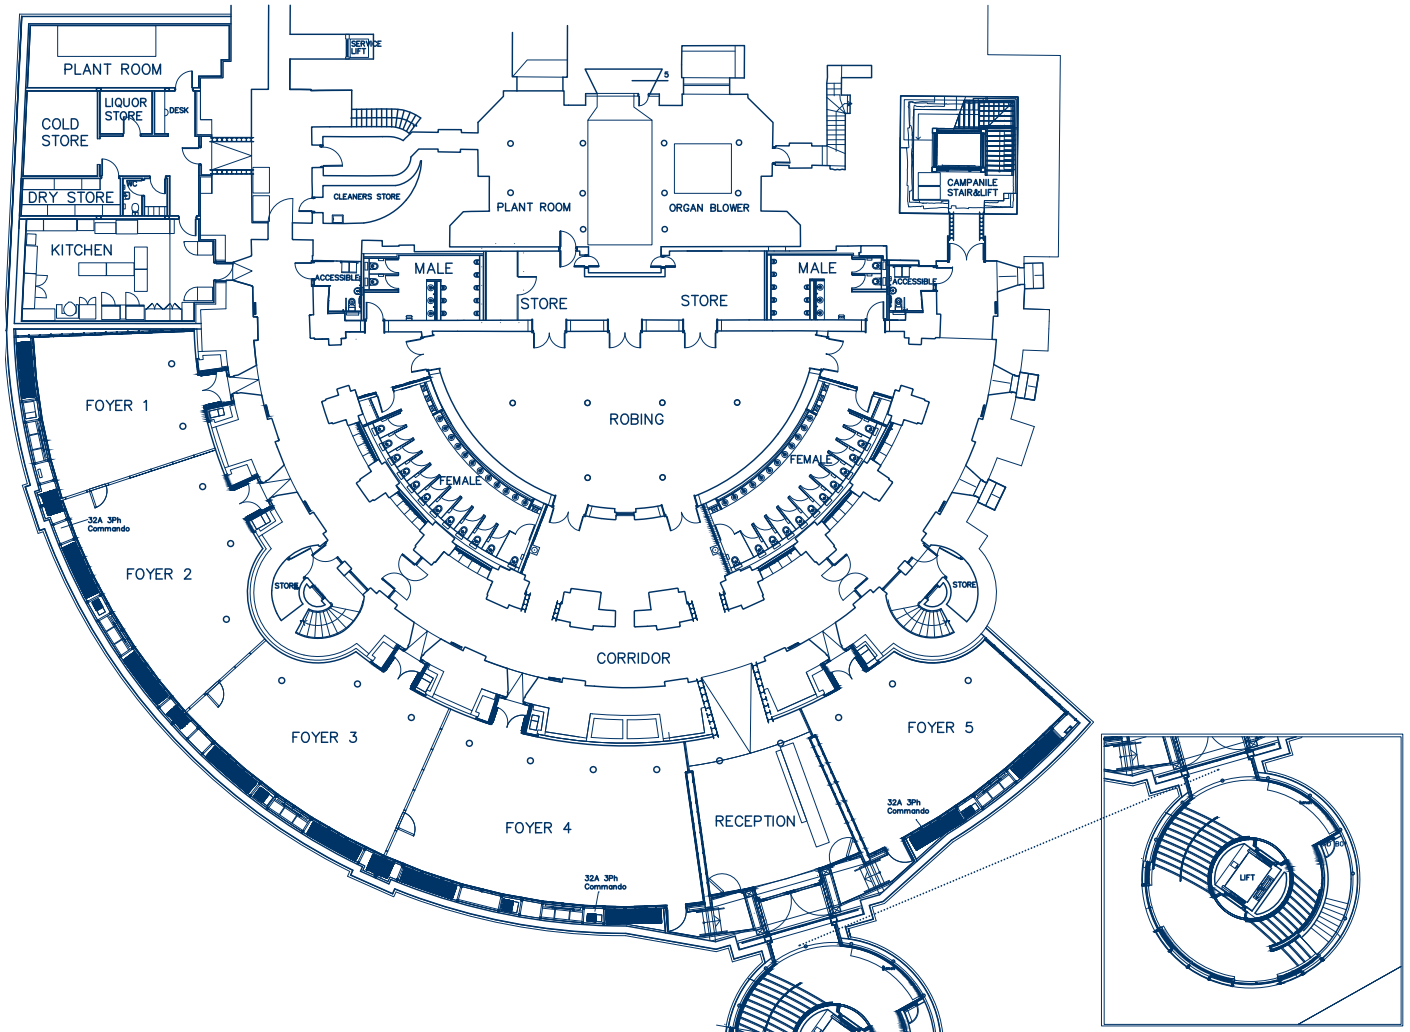 SERVICE
LIFT
PLANT ROOM
5
LIQUOR
STORE
DESK
COLD
STORE
WC
DRY STORE
CLEANERS STORE
PLANT ROOM
ORGAN BLOWER
CAMPANILE
STAIR&LIFT
KITCHEN
MALE
MALE
ACCESSIBLE
ACCESSIBLE
STORE
STORE
FOYER 1
ROBING
FEMALE
FEMALE
32A 3Ph
Commando
FOYER 2
STORE
STORE
CORRIDOR
FOYER 3
FOYER 5
32A 3Ph
Commando
FOYER 4
RECEPTION
32A 3Ph
Commando
LIFT